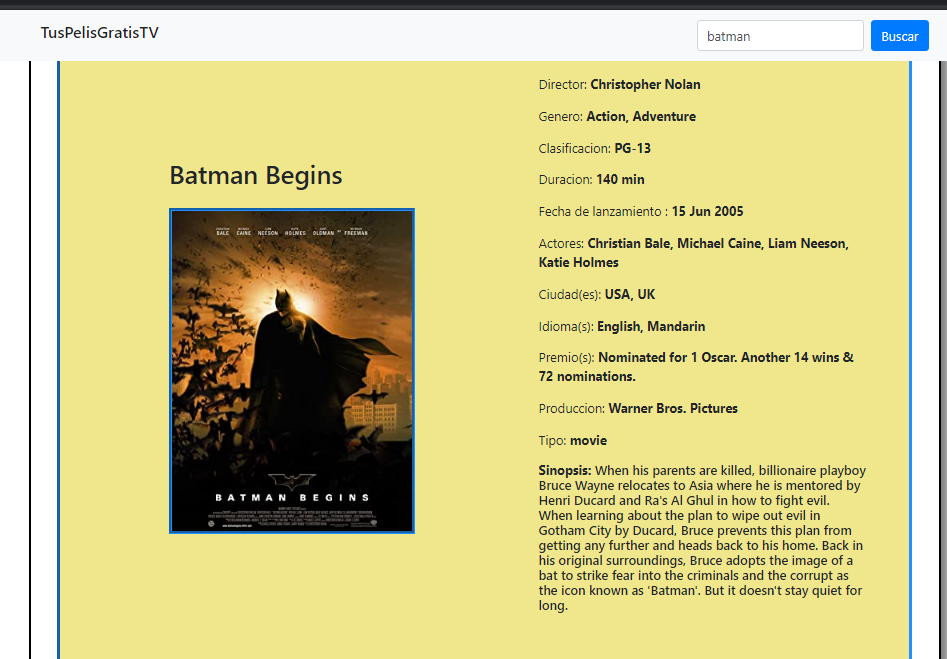 TusPelisGratisTV
batman
Buscar
Director: Christopher Nolan
Genero: Action, Adventure
Clasificacion: PG-13
Duracion: 140 min
Fecha de lanzamiento : 15 Jun 2005
Actores: Christian Bale, Michael Caine, Liam Neeson,
Katie Holmes
Ciudad(es): USA, UK
Idioma(s): English, Mandarin
Premio(s): Nominated for 1 Oscar. Another 14 wins &
72 nominations.
Produccion: Warner Bros. Pictures
Tipo: movie
Sinopsis: When his parents are killed, billionaire playboy
Bruce Wayne relocates to Asia where he is mentored by
Henri Ducard and Ra's Al Ghul in how to fight evil.
When learning about the plan to wipe out evil in
Gotham City by Ducard, Bruce prevents this plan from
getting any further and heads back to his home. Back in
his original surroundings, Bruce adopts the image of a
bat to strike fear into the criminals and the corrupt as
the icon known as 'Batman'. But it doesn't stay quiet for
long.
Batman Begins
BALE CAINE NEESON HOLMES OLDMAN FREEMAN
BATMAN BEGINS